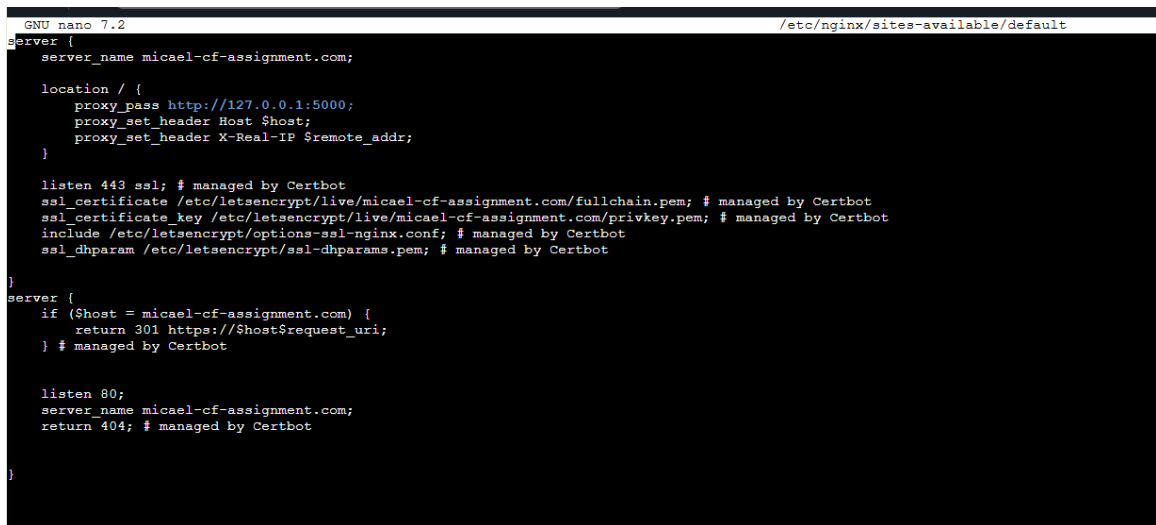 GNU nano 7.2 /etc/nginx/sites-available/default
server {
server_name micael-cf-assignment.com;
location / {
proxy_pass http://127.0.0.1:5000;
proxy_set_header Host $host;
proxy_set_header X-Real-IP $remote_addr;
}
listen 443 ssl; # managed by Certbot
ssl_certificate /etc/letsencrypt/live/micael-cf-assignment.com/fullchain.pem; # managed by Certbot
ssl_certificate_key /etc/letsencrypt/live/micael-cf-assignment.com/privkey.pem; # managed by Certbot
include /etc/letsencrypt/options-ssl-nginx.conf; # managed by Certbot
ssl_dhparam /etc/letsencrypt/ssl-dhparams.pem; # managed by Certbot
}
server {
if ($host = micael-cf-assignment.com) {
return 301 https://$host$request_uri;
} # managed by Certbot
listen 80;
server_name micael-cf-assignment.com;
return 404; # managed by Certbot
}